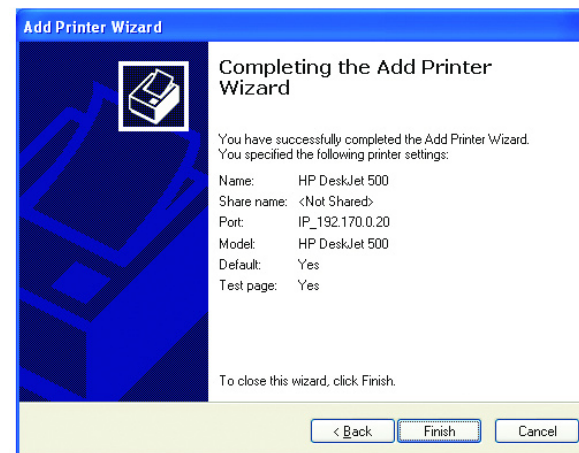 Add Printer Wizard
Completing the Add Printer
Wizard
You have successfully completed the Add Printer Wizard.
You specified the following printer settings:
Name: HP DeskJet 500
Share name: <Not Shared>
Port: IP_192.170.0.20
Model: HP DeskJet 500
Default: Yes
Test page: Yes
To close this wizard, click Finish.
< Back Finish Cancel